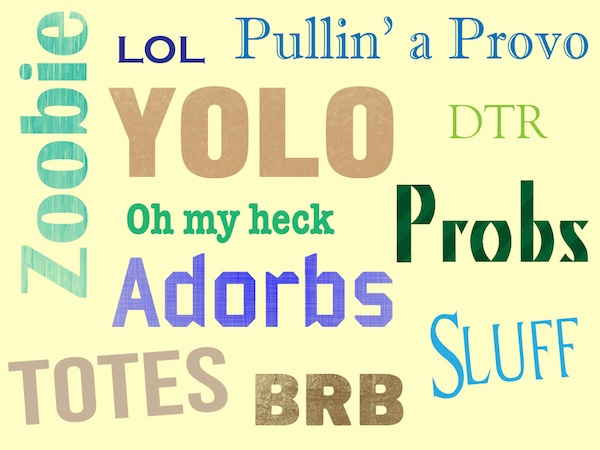 Zoobie
LOL
Pullin' a Provo
YOLO
DTR
Oh my heck
Probs
Adorbs
SLUFF
TOTES
BRB